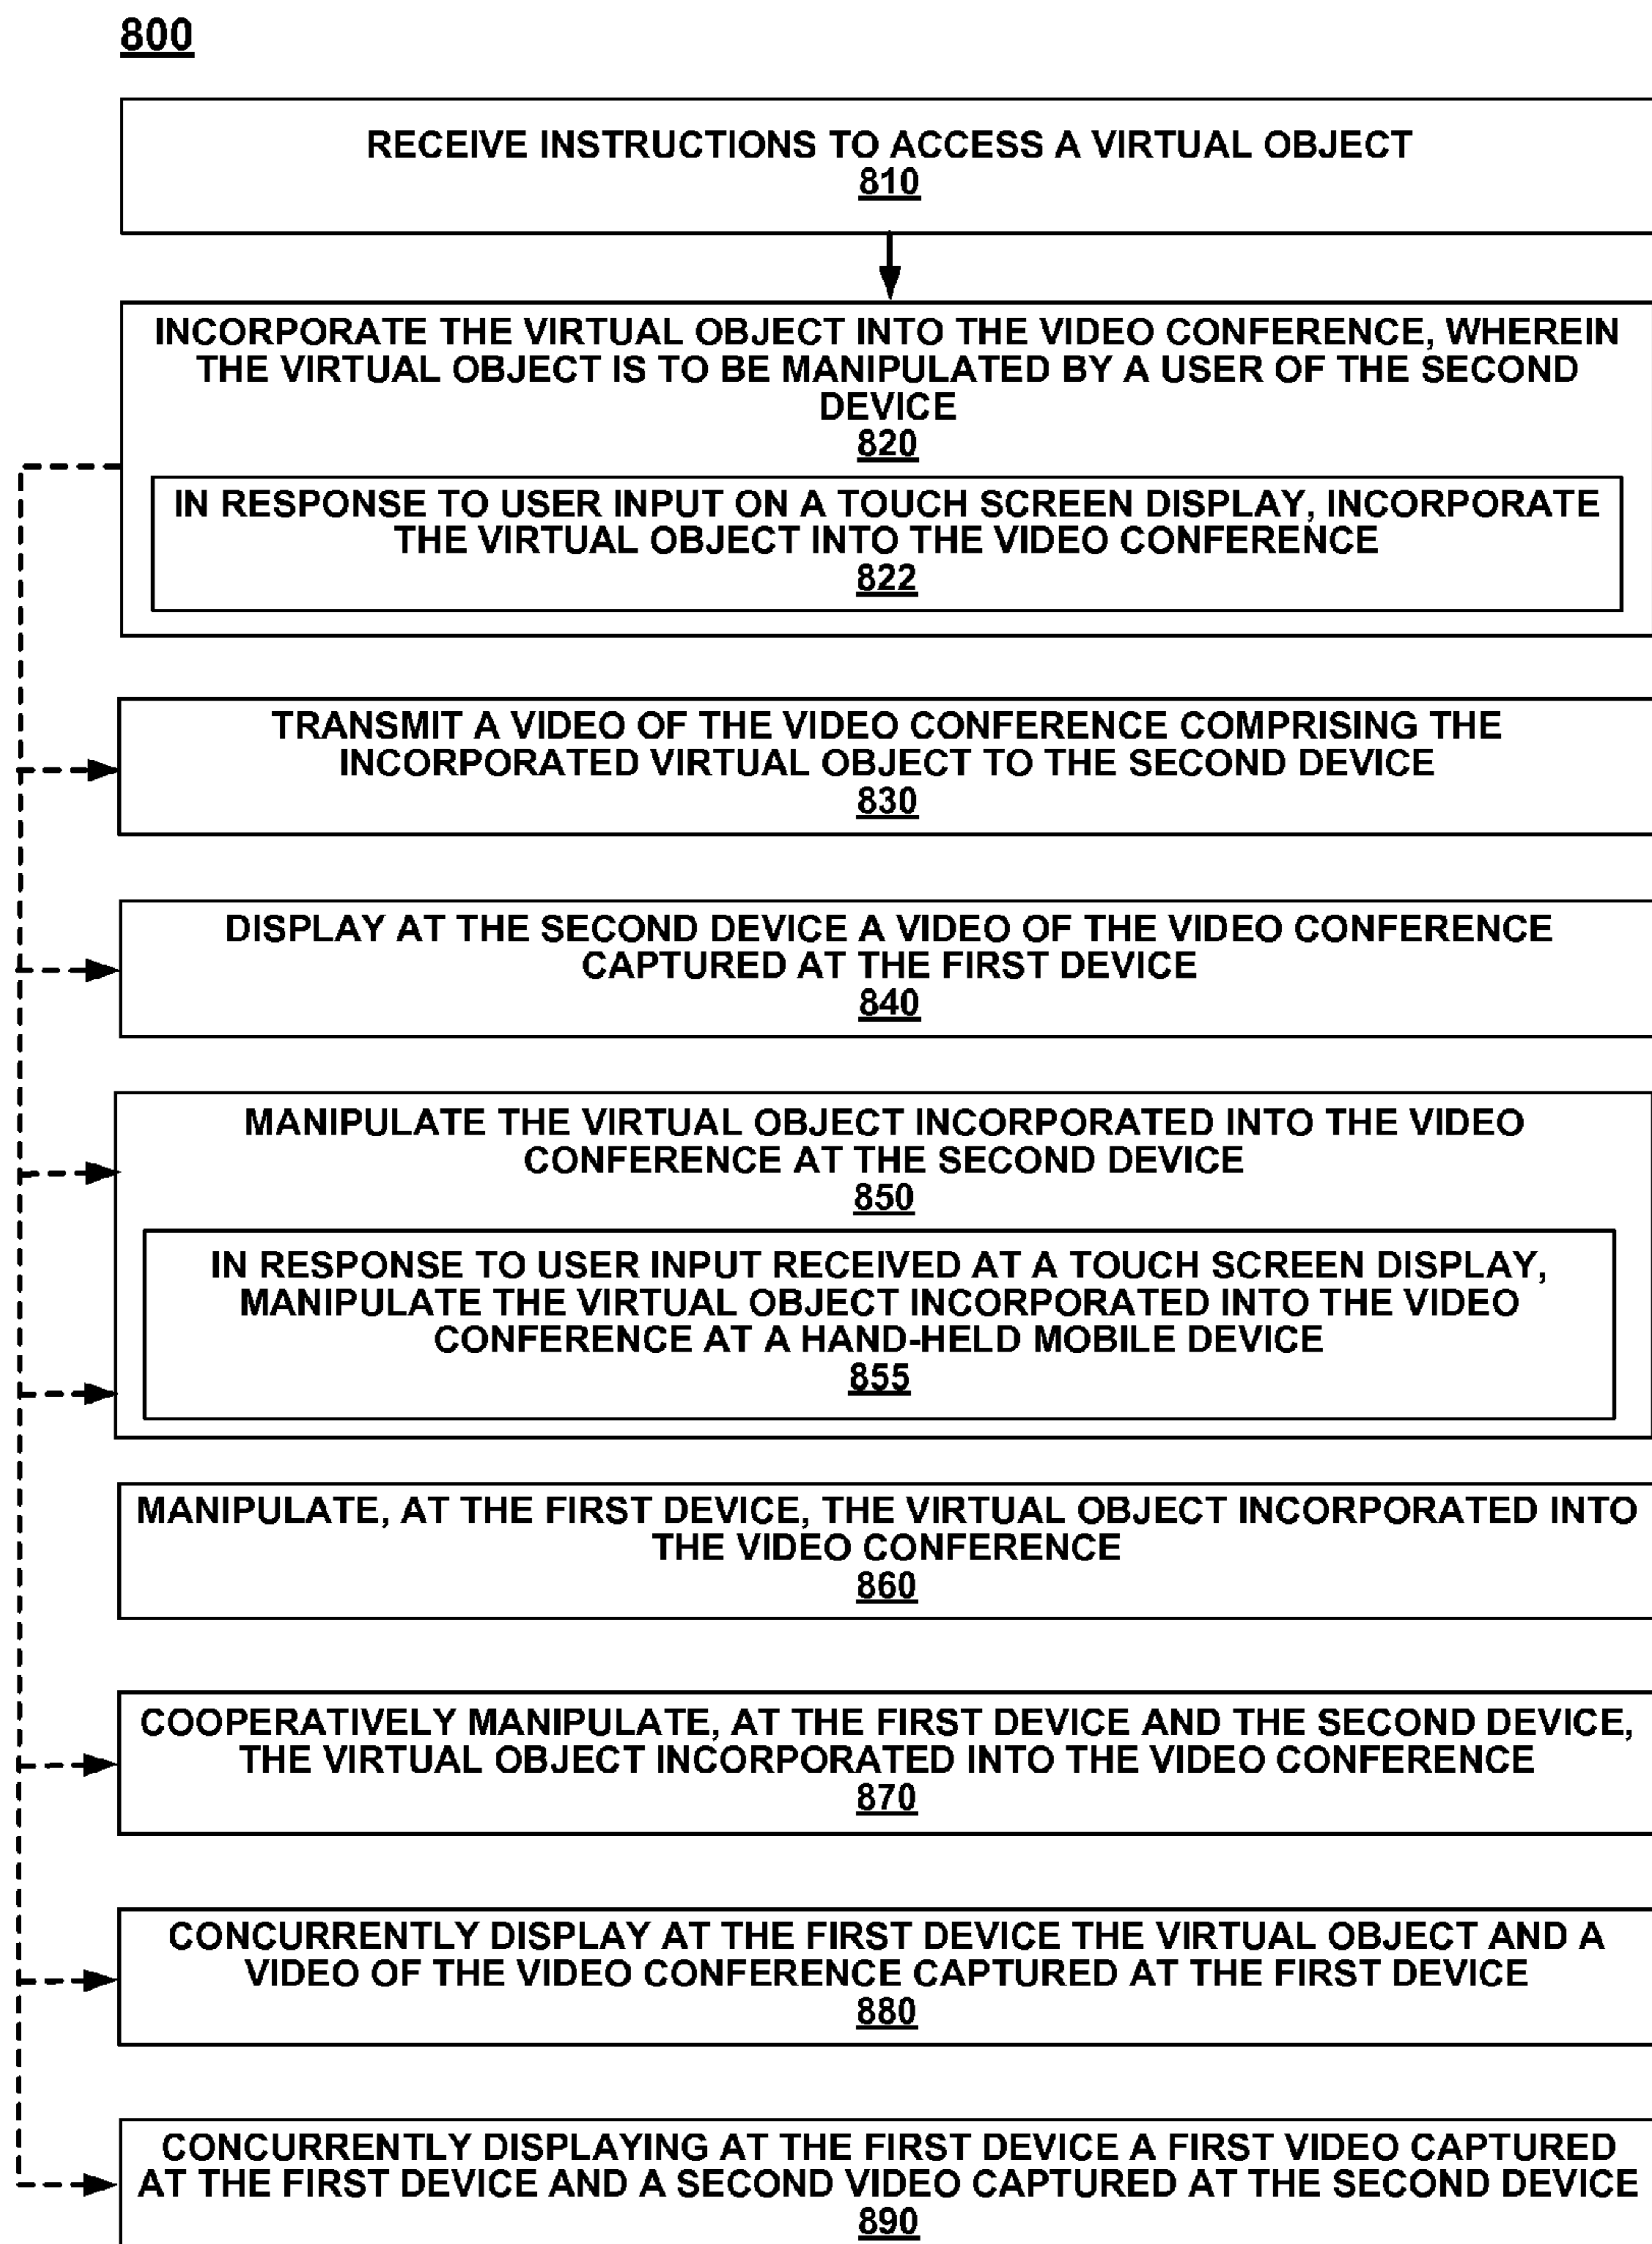 800
RECEIVE INSTRUCTIONS TO ACCESS A VIRTUAL OBJECT
810
INCORPORATE THE VIRTUAL OBJECT INTO THE VIDEO CONFERENCE, WHEREIN
THE VIRTUAL OBJECT IS TO BE MANIPULATED BY A USER OF THE SECOND
DEVICE
820
IN RESPONSE TO USER INPUT ON A TOUCH SCREEN DISPLAY, INCORPORATE
THE VIRTUAL OBJECT INTO THE VIDEO CONFERENCE
822
TRANSMIT A VIDEO OF THE VIDEO CONFERENCE COMPRISING THE
INCORPORATED VIRTUAL OBJECT TO THE SECOND DEVICE
830
DISPLAY AT THE SECOND DEVICE A VIDEO OF THE VIDEO CONFERENCE
CAPTURED AT THE FIRST DEVICE
840
MANIPULATE THE VIRTUAL OBJECT INCORPORATED INTO THE VIDEO
CONFERENCE AT THE SECOND DEVICE
850
IN RESPONSE TO USER INPUT RECEIVED AT A TOUCH SCREEN DISPLAY,
MANIPULATE THE VIRTUAL OBJECT INCORPORATED INTO THE VIDEO
CONFERENCE AT A HAND-HELD MOBILE DEVICE
855
MANIPULATE, AT THE FIRST DEVICE, THE VIRTUAL OBJECT INCORPORATED INTO
THE VIDEO CONFERENCE
860
COOPERATIVELY MANIPULATE, AT THE FIRST DEVICE AND THE SECOND DEVICE,
THE VIRTUAL OBJECT INCORPORATED INTO THE VIDEO CONFERENCE
870
CONCURRENTLY DISPLAY AT THE FIRST DEVICE THE VIRTUAL OBJECT AND A
VIDEO OF THE VIDEO CONFERENCE CAPTURED AT THE FIRST DEVICE
880
CONCURRENTLY DISPLAYING AT THE FIRST DEVICE A FIRST VIDEO CAPTURED
AT THE FIRST DEVICE AND A SECOND VIDEO CAPTURED AT THE SECOND DEVICE
890